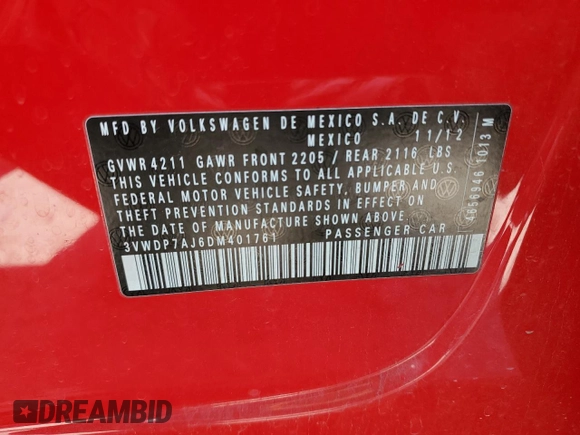 MFD BY VOLKSWAGEN DE MEXICO S.A. DE C.V.
MEXICO 11/12
GVWR 4211 GAWR FRONT 2205 / REAR 2116 LBS
THIS VEHICLE CONFORMS TO ALL APPLICABLE
FEDERAL MOTOR VEHICLE SAFETY, BUMPER AND
THEFT PREVENTION STANDARDS IN EFFECT ON
THE DATE OF MANUFACTURE SHOWN ABOVE.
3VWDP7AJ6DM401761 PASSENGER CAR
4656946 1013 M
DREAMBID